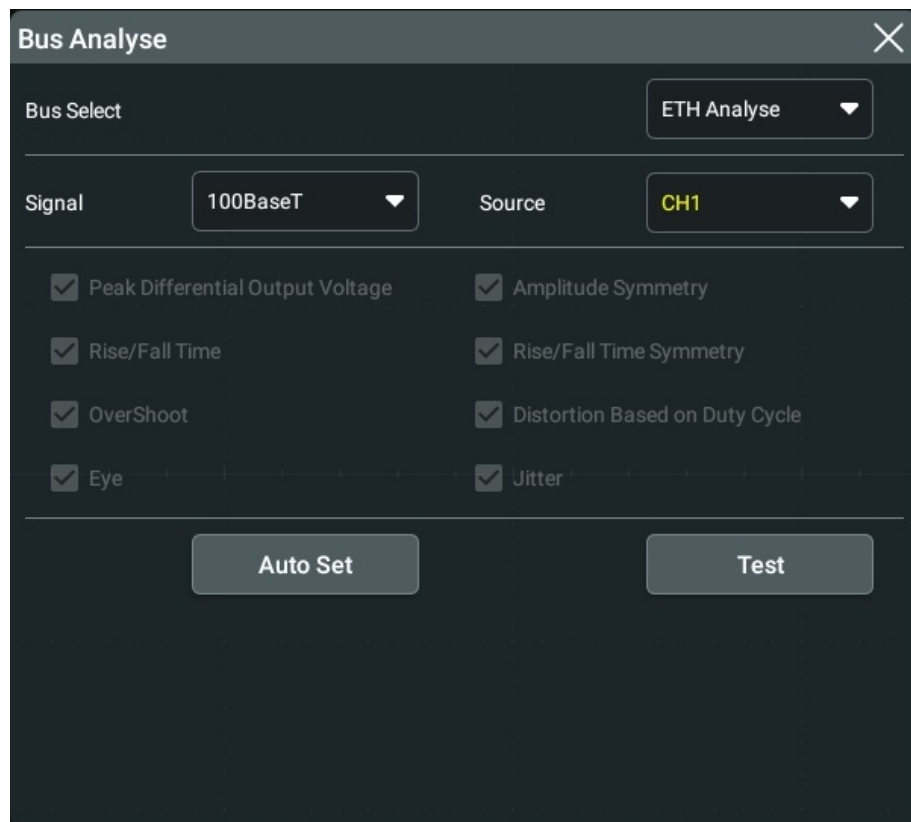 Bus Analyse
Bus Select ETH Analyse
Signal 100BaseT Source CH1
Peak Differential Output Voltage Amplitude Symmetry
Rise/Fall Time Rise/Fall Time Symmetry
OverShoot Distortion Based on Duty Cycle
Eye Jitter
Auto Set Test